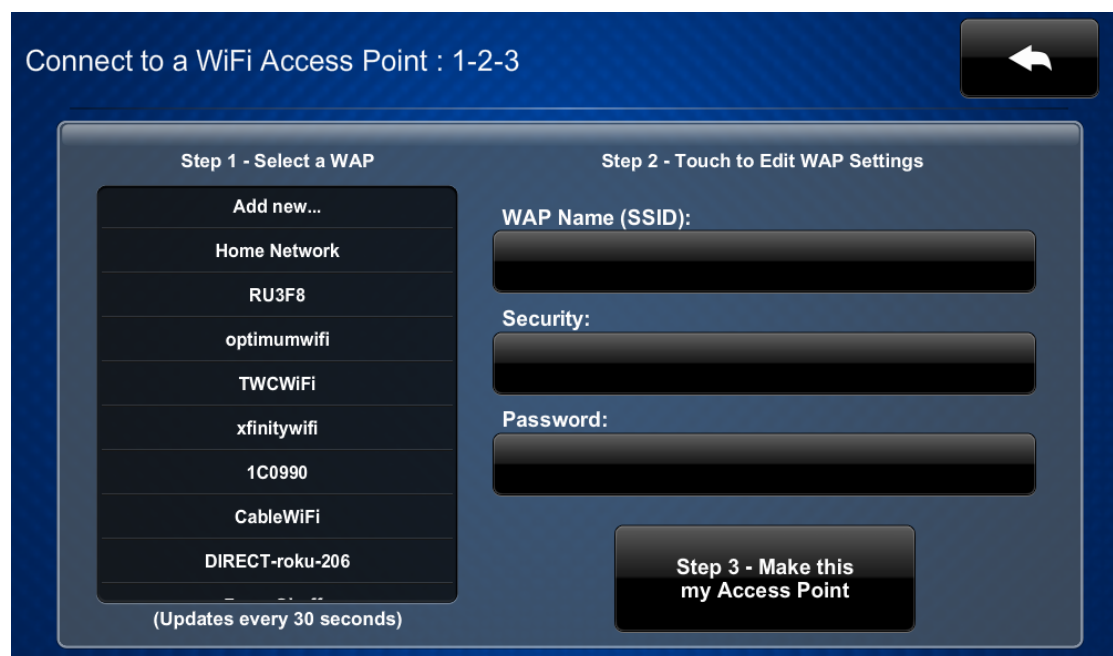 Connect to a WiFi Access Point : 1-2-3
Step 1 - Select a WAP
Add new...
Home Network
RU3F8
optimumwifi
TWCWiFi
xfinitywifi
1C0990
CableWiFi
DIRECT-roku-206
(Updates every 30 seconds)
Step 2 - Touch to Edit WAP Settings
WAP Name (SSID):
Security:
Password:
Step 3 - Make this
my Access Point